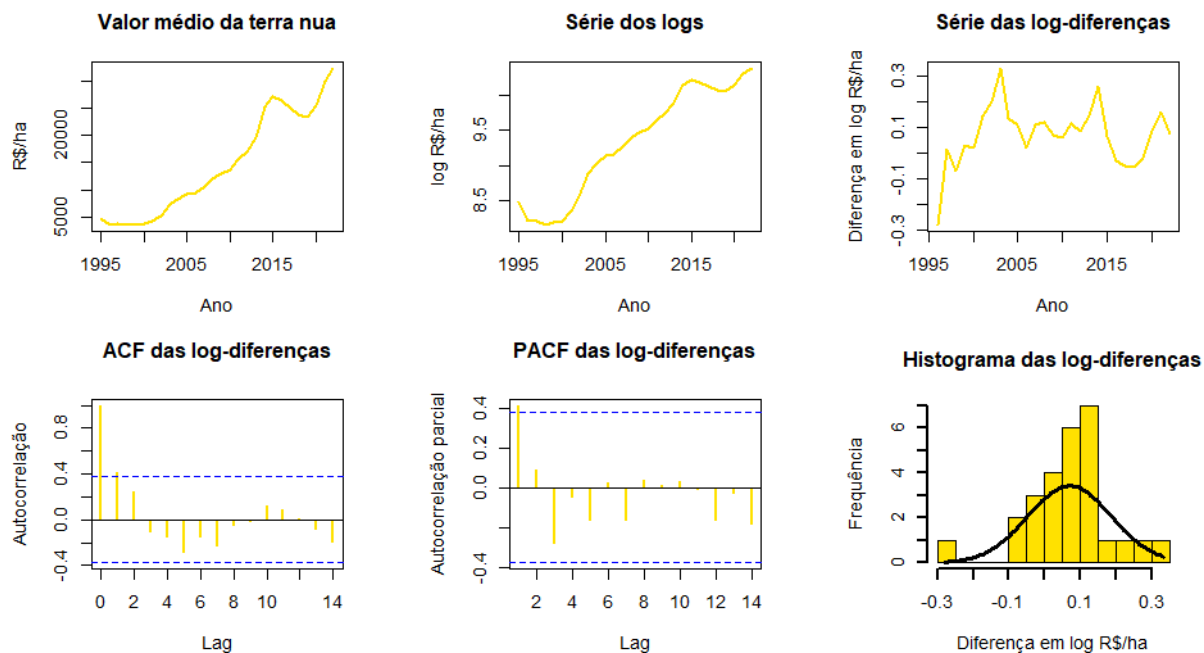 Valor médio da terra nua
R$/ha
5000 20000
1995 2005 2015
Ano
Série dos logs
log R$/ha
8.5 9.5
1995 2005 2015
Ano
Série das log-diferenças
Diferença em log R$/ha
-0.3 -0.1 0.1 0.3
1995 2005 2015
Ano
ACF das log-diferenças
Autocorrelação
-0.4 0.0 0.4 0.8
0 2 4 6 8 10 14
Lag
PACF das log-diferenças
Autocorrelação parcial
-0.4 0.0 0.2 0.4
2 4 6 8 10 12 14
Lag
Histograma das log-diferenças
Frequência
0 2 4 6
-0.3 -0.1 0.1 0.3
Diferença em log R$/ha